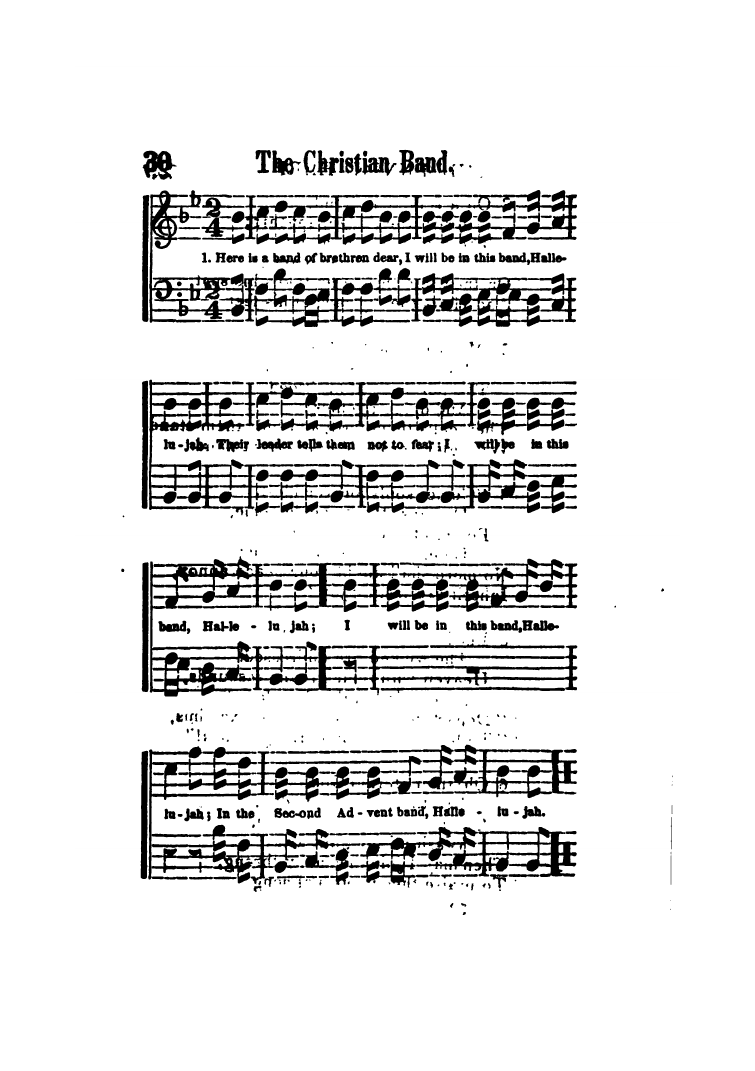 30 The Christian Band.
1. Here is a band of brethren dear, I will be in this band, Halle-
lu - jah. Their leader tells them not to fear; I will be in this
band, Hal-le - lu jah; I will be in this band, Halle-
lu - jah; In the Sec-ond Ad - vent band, Halle - lu - jah.